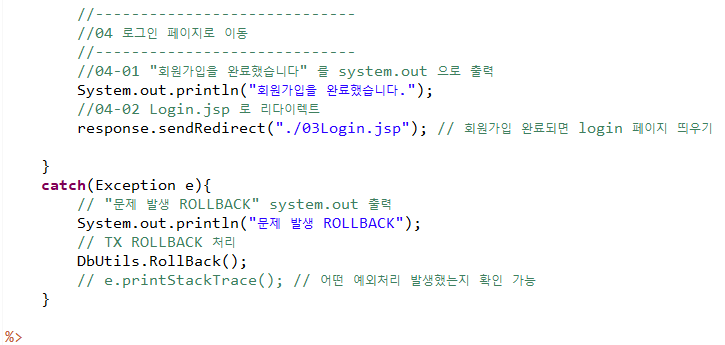 //-----------------------------
//04 로그인 페이지로 이동
//-----------------------------
//04-01 "회원가입을 완료했습니다" 를 system.out 으로 출력
System.out.println("회원가입을 완료했습니다.");
//04-02 Login.jsp 로 리다이렉트
response.sendRedirect("./03Login.jsp"); // 회원가입 완료되면 login 페이지 띄우기
}
catch(Exception e){
// "문제 발생 ROLLBACK" system.out 출력
System.out.println("문제 발생 ROLLBACK");
// TX ROLLBACK 처리
DbUtils.RollBack();
// e.printStackTrace(); // 어떤 예외처리 발생했는지 확인 가능
}
%>